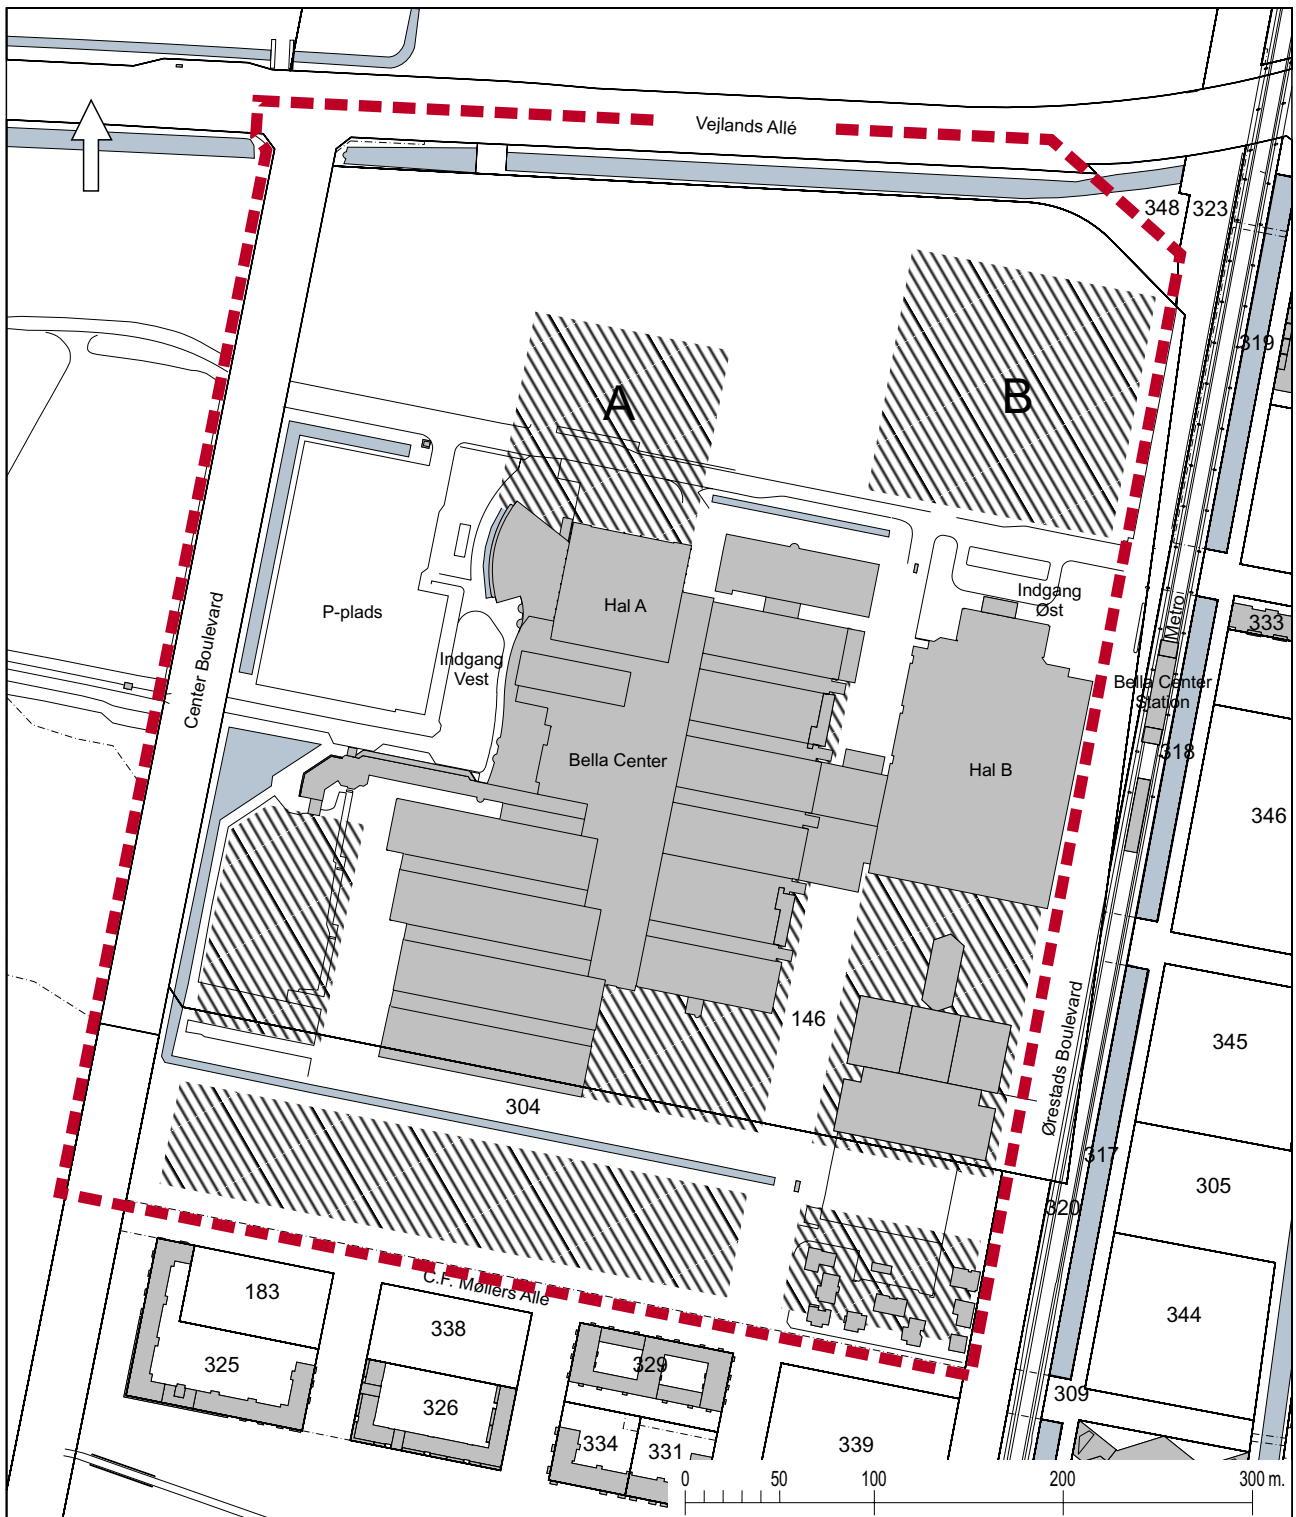 Vejlands Allé
348
323
319
A
B
Center Boulevard
P-plads
Hal A
Indgang
Øst
Metro
333
Indgang
Vest
Bella Center
Station
Bella Center
Hal B
318
346
146
Ørestads Boulevard
345
304
317
305
320
C.F. Møllers Allé
183
338
344
325
329
326
309
334
331
339
0 50 100 200 300 m.